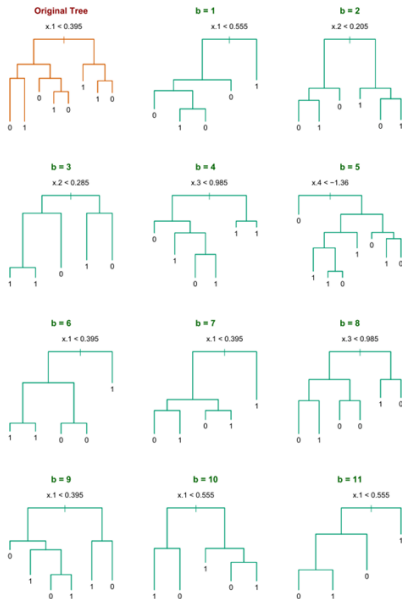 Original Tree
x.1 < 0.395
0 1 0 1 0 1 1 0
b = 1
x.1 < 0.555
0 1 0 0 1
b = 2
x.2 < 0.205
0 1 0 1 0 1
b = 3
x.2 < 0.285
1 1 0 1 0
b = 4
x.3 < 0.985
0 1 0 1 1 1
b = 5
x.4 < −1.36
0 1 1 0 1 0 1 0
b = 6
x.1 < 0.395
1 1 0 0 1
b = 7
x.1 < 0.395
0 1 0 1 1
b = 8
x.3 < 0.985
0 1 0 0 1 0
b = 9
x.1 < 0.395
0 1 0 1 1 0
b = 10
x.1 < 0.555
1 0 0 1 0
b = 11
x.1 < 0.555
0 1 0 1